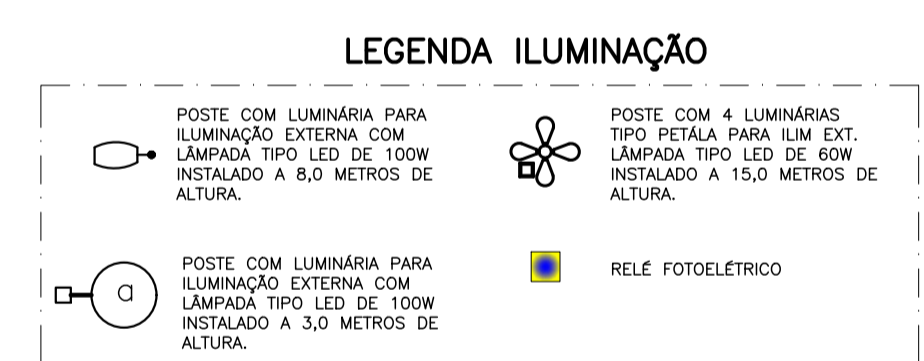 LEGENDA ILUMINAÇÃO
POSTE COM LUMINÁRIA PARA
ILUMINAÇÃO EXTERNA COM
LÂMPADA TIPO LED DE 100W
INSTALADO A 8,0 METROS DE
ALTURA.
POSTE COM 4 LUMINÁRIAS
TIPO PETÁLA PARA ILIM EXT.
LÂMPADA TIPO LED DE 60W
INSTALADO A 15,0 METROS DE
ALTURA.
a
POSTE COM LUMINÁRIA PARA
ILUMINAÇÃO EXTERNA COM
LÂMPADA TIPO LED DE 100W
INSTALADO A 3,0 METROS DE
ALTURA.
RELÉ FOTOELÉTRICO